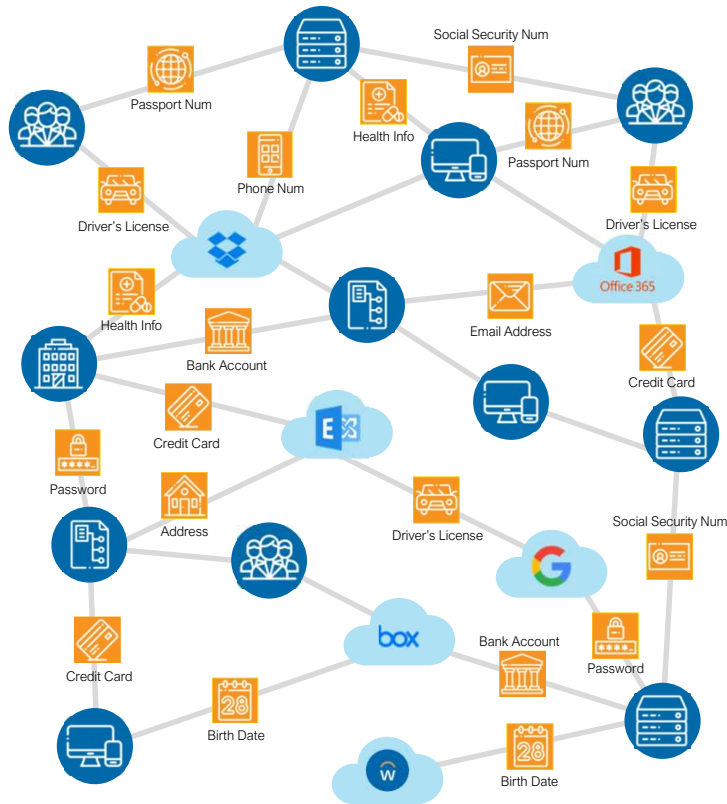 Social Security Num
Passport Num
Health Info
Passport Num
Phone Num
Driver's License
Driver's License
Office 365
Health Info
Email Address
Bank Account
Credit Card
Credit Card
E
****_
Password
Address
Driver's License
Social Security Num
G
box
Bank Account
****_
Password
Credit Card
28
Birth Date
28
Birth Date
w